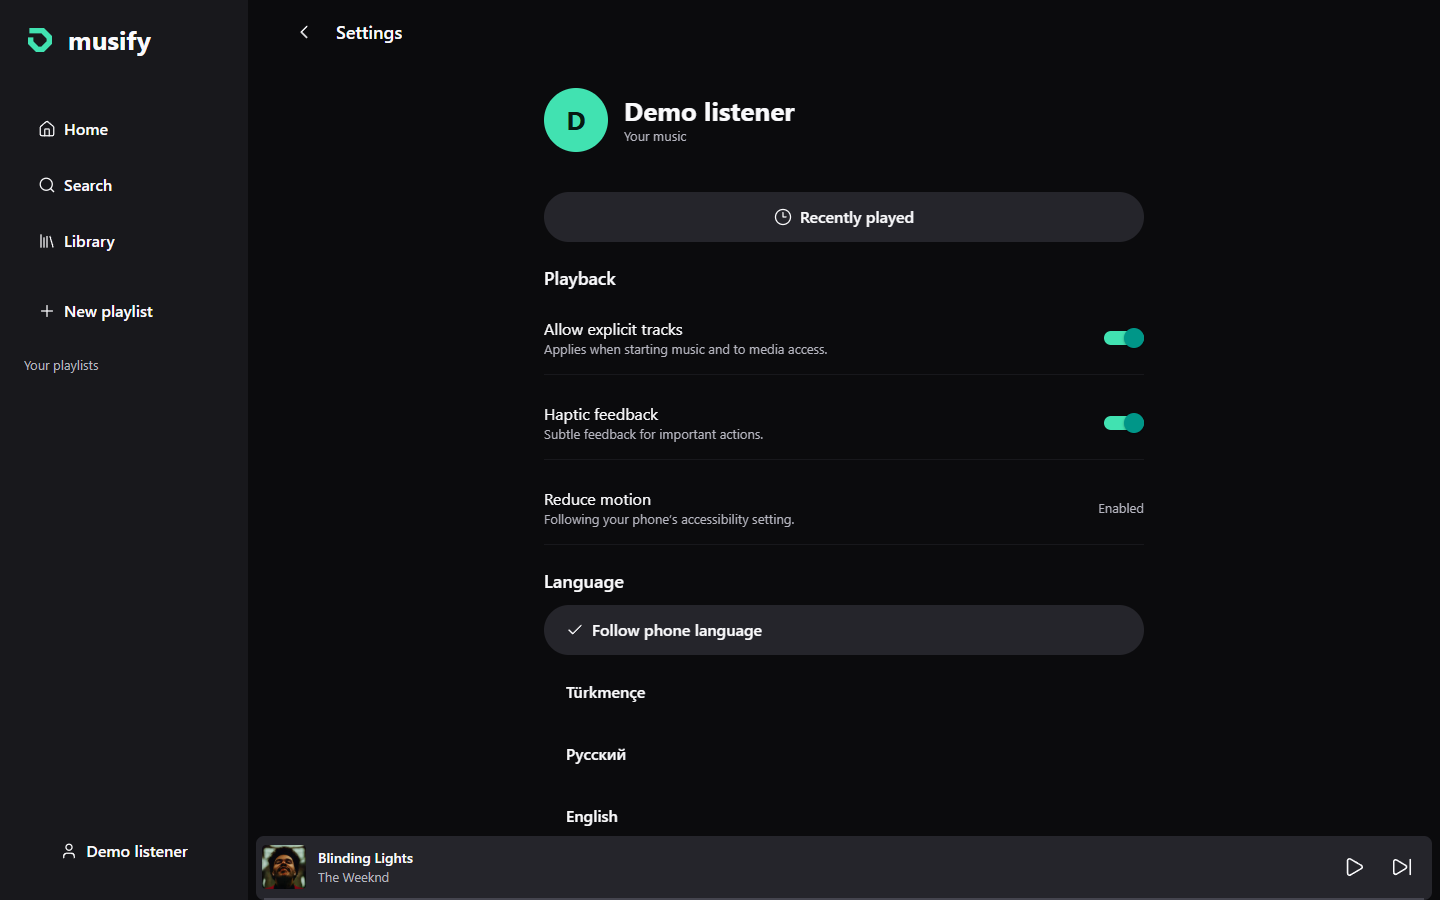 musify
Home
Search
Library
New playlist
Your playlists
Demo listener
Settings
D
Demo listener
Your music
Recently played
Playback
Allow explicit tracks
Applies when starting music and to media access.
Haptic feedback
Subtle feedback for important actions.
Reduce motion
Following your phone's accessibility setting.
Enabled
Language
Follow phone language
Türkmençe
Русский
English
Blinding Lights
The Weeknd